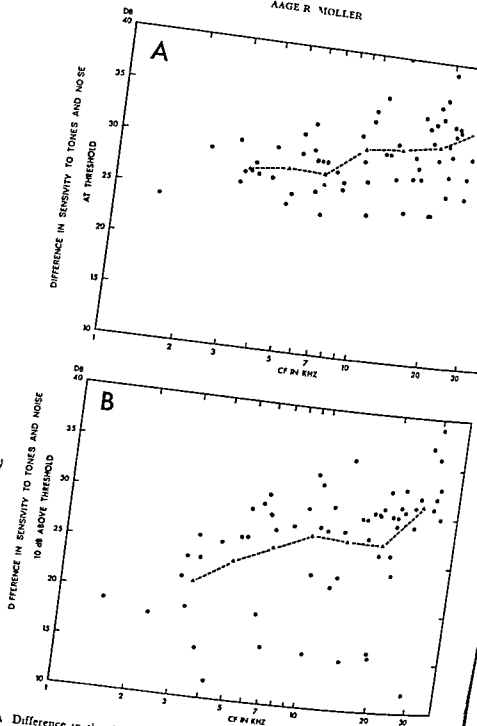 AAGE R. MØLLER
DB
40
A
35
30
25
20
15
10
DIFFERENCE IN SENSIVITY TO TONES AND NOISE
AT THRESHOLD
1 2 3 5 7 10 20 30
CF IN KHZ
DB
40
B
35
30
25
20
15
10
DIFFERENCE IN SENSIVITY TO TONES AND NOISE
10 dB ABOVE THRESHOLD
1 2 3 5 7 10 20 30
CF IN KHZ
A Difference in the